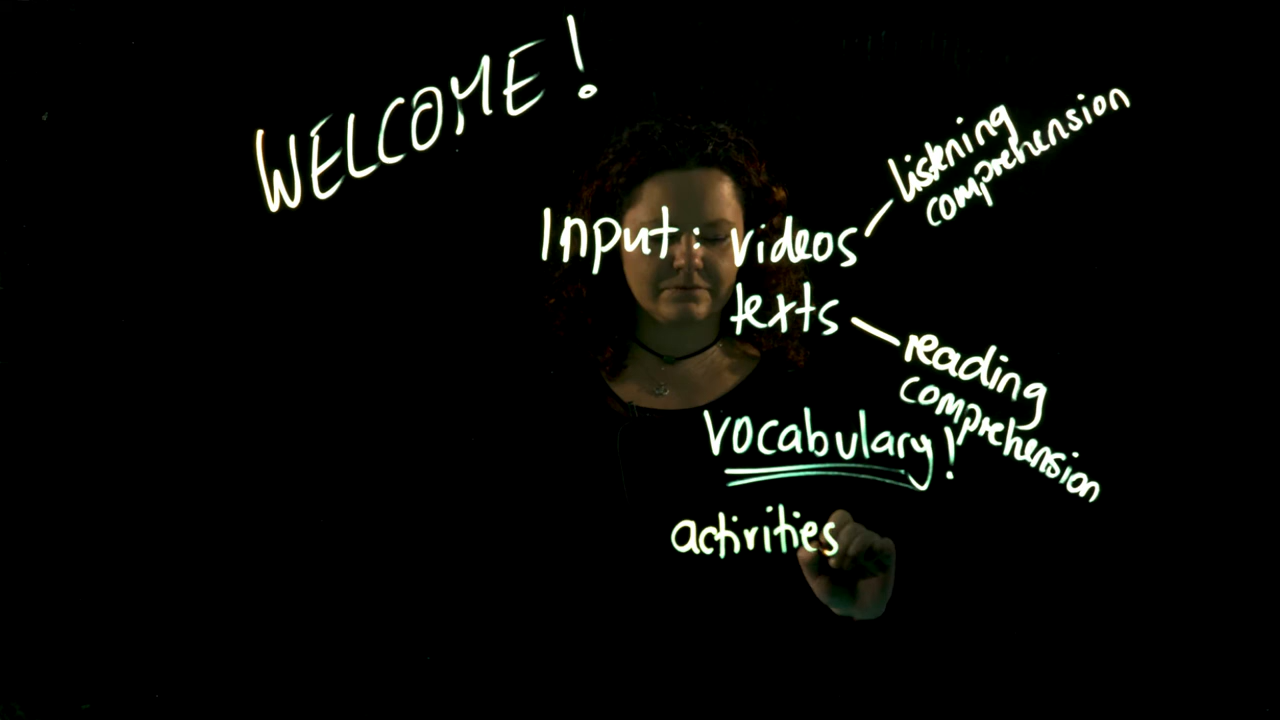 WELCOME!
Input: videos
listening
comprehension
texts
reading
comprehension
vocabulary!
activities